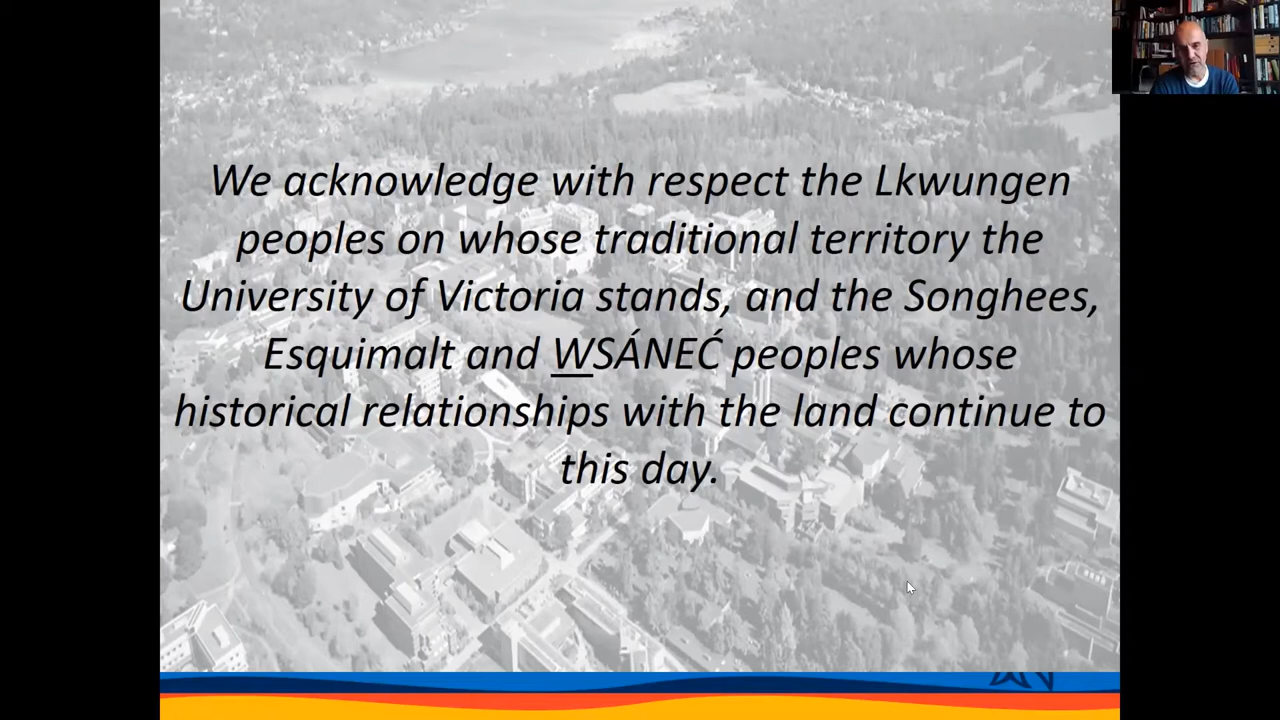 We acknowledge with respect the Lkwungen
peoples on whose traditional territory the
University of Victoria stands, and the Songhees,
Esquimalt and W̲SÁNEĆ peoples whose
historical relationships with the land continue to
this day.